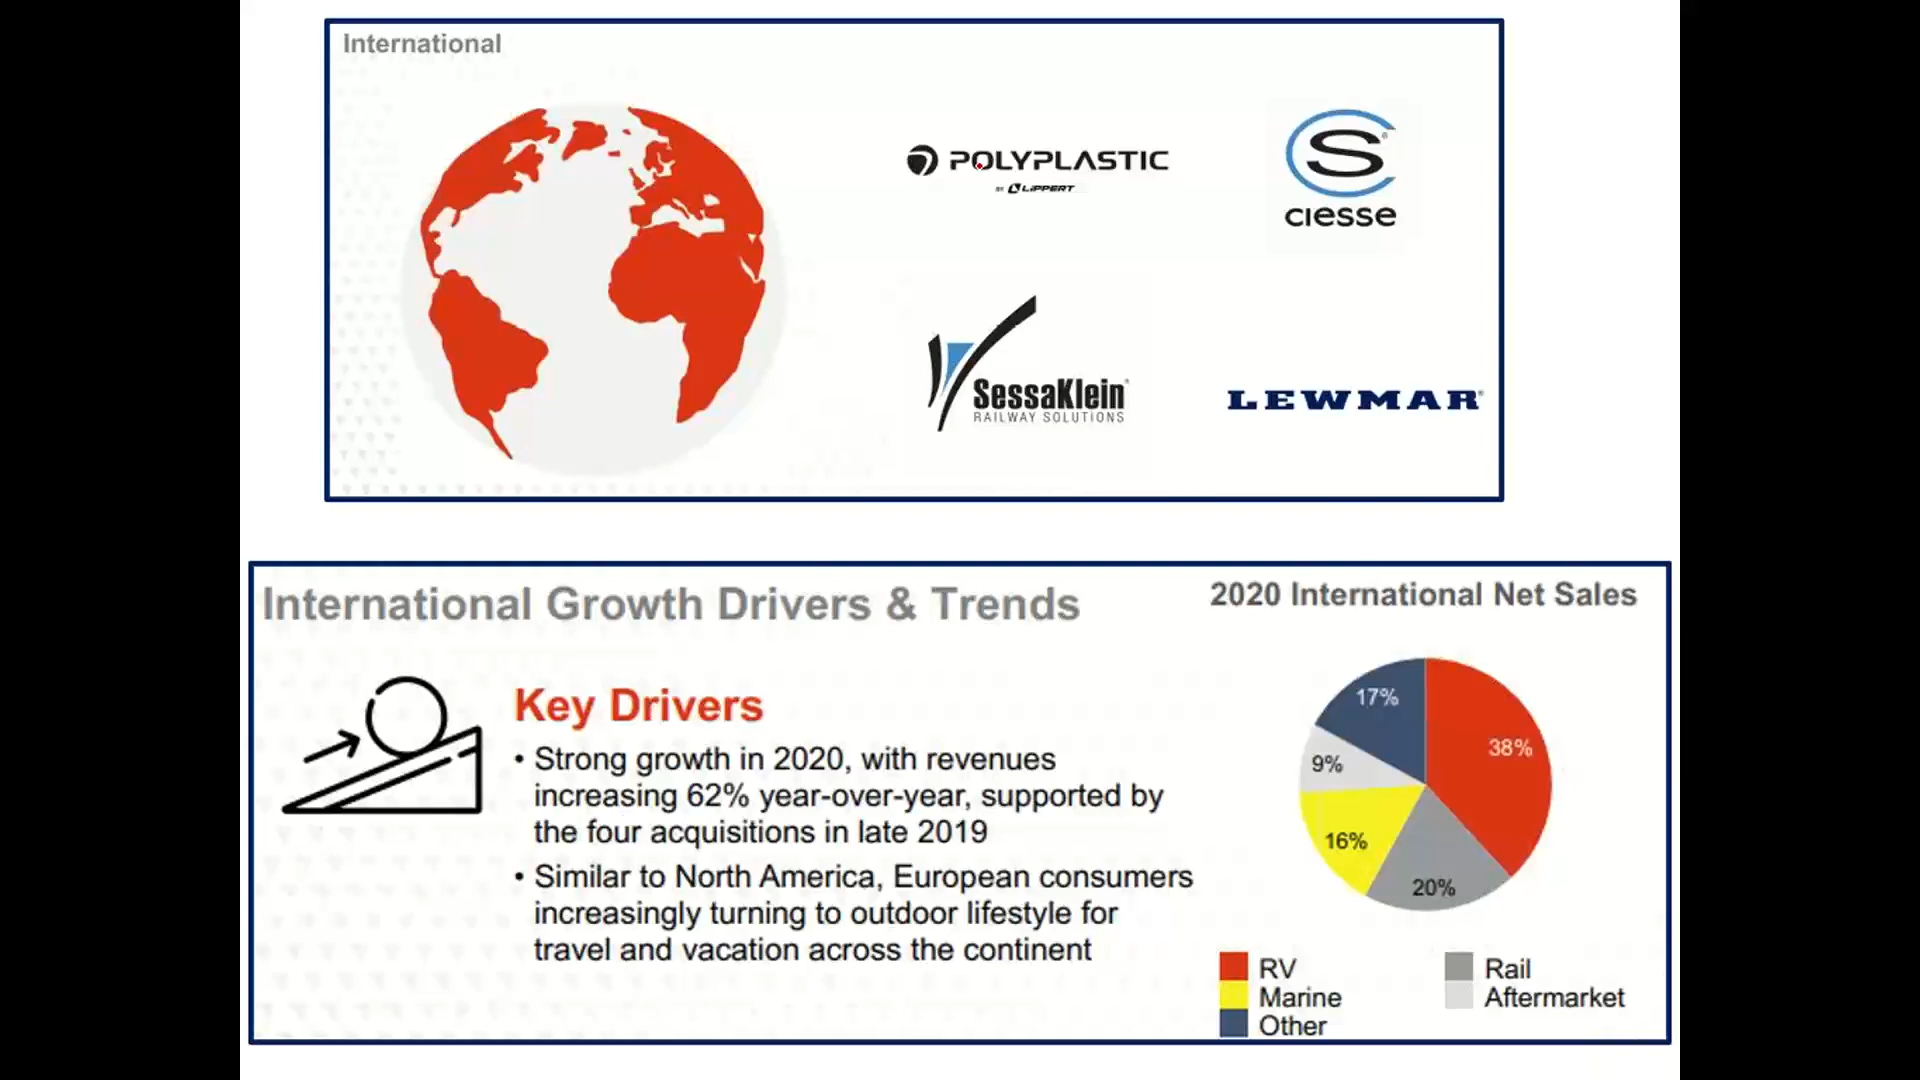 International
POLYPLASTIC
BY LIPPERT
S
CIESSE
SessaKlein
RAILWAY SOLUTIONS
LEWMAR
International Growth Drivers & Trends
2020 International Net Sales
Key Drivers
• Strong growth in 2020, with revenues
increasing 62% year-over-year, supported by
the four acquisitions in late 2019
• Similar to North America, European consumers
increasingly turning to outdoor lifestyle for
travel and vacation across the continent
17%
38%
9%
16%
20%
RV
Rail
Marine
Aftermarket
Other